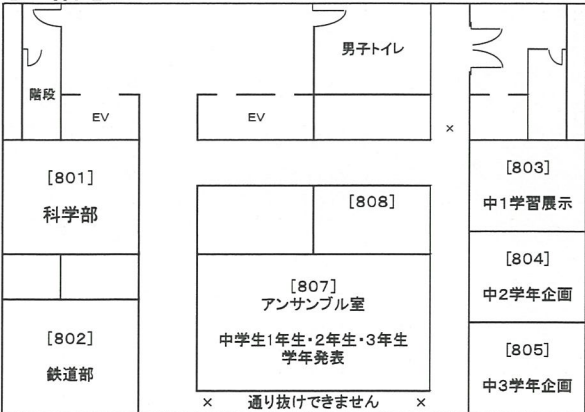 男子トイレ
階段
EV
EV
×
[801]
科学部
[803]
中1学習展示
[808]
[804]
中2学年企画
[807]
アンサンブル室
中学生1年生・2年生・3年生
学年発表
[802]
鉄道部
[805]
中3学年企画
× 通り抜けできません ×